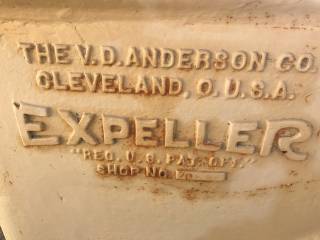 THE V.D. ANDERSON CO.
CLEVELAND, O. U.S.A.
EXPELLER
"REG. U.S. PAT. OFF."
SHOP NO.